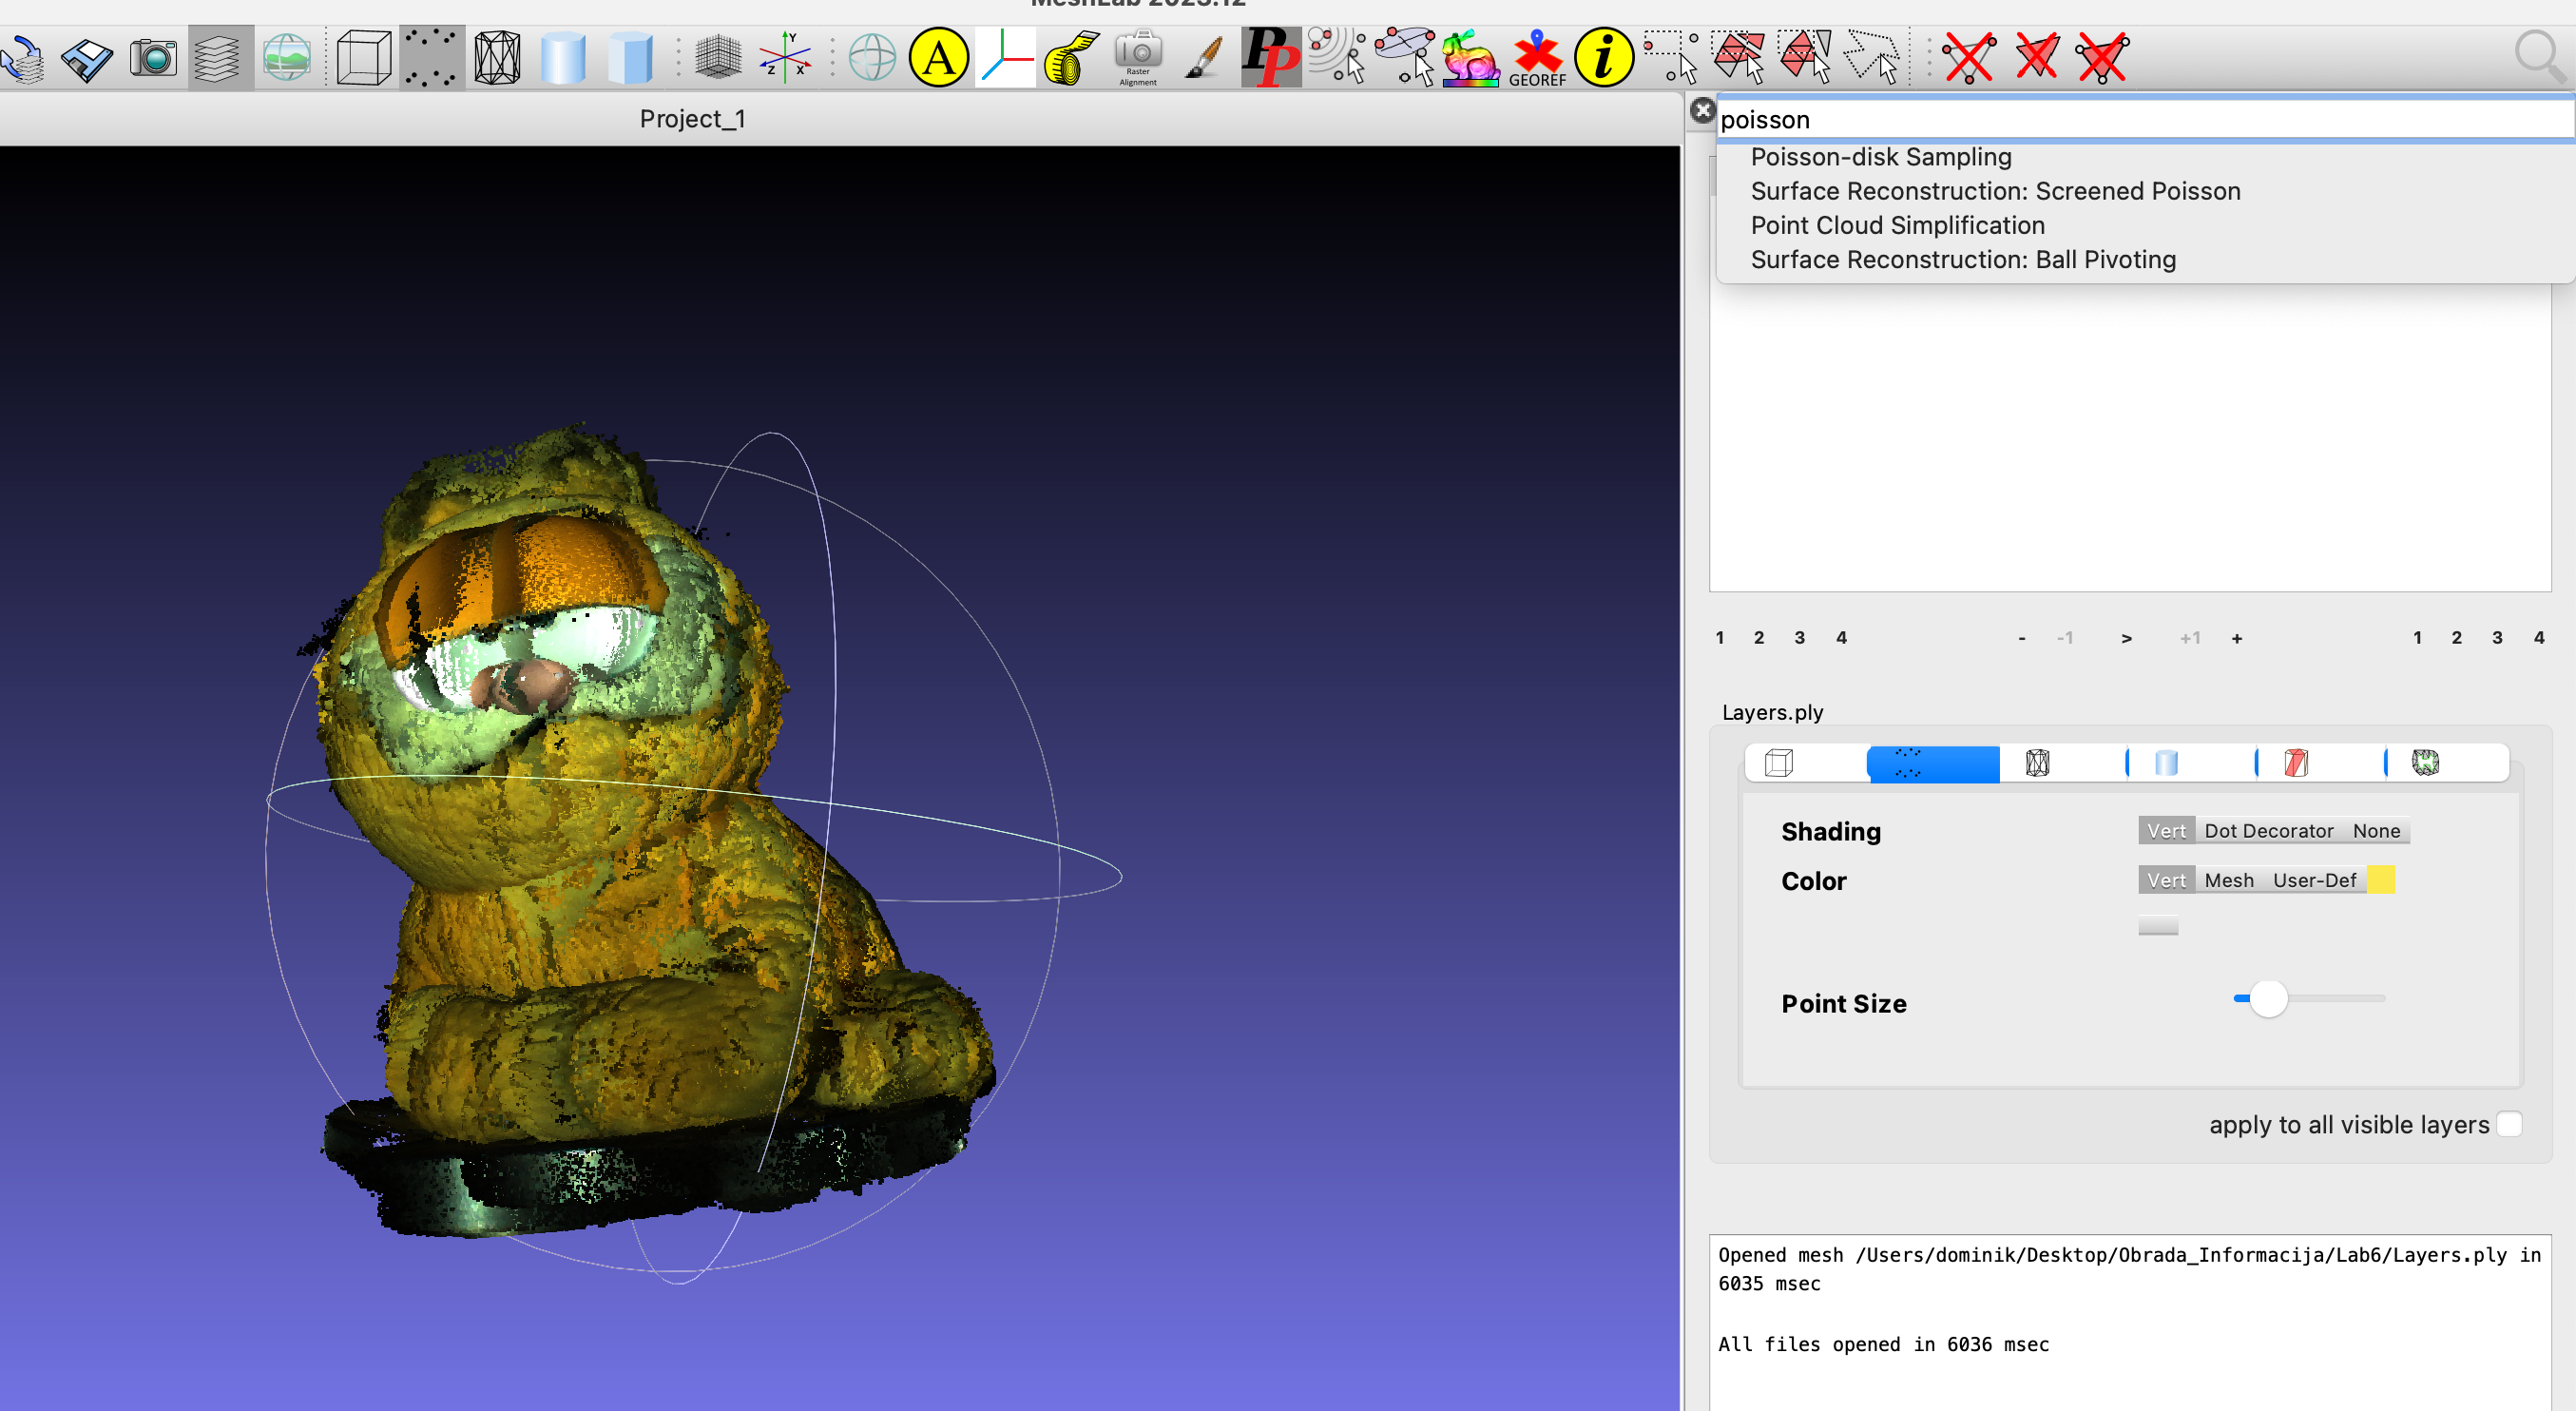 MeshLab 2023.12
Y
Z X
A
Raster
Alignment
PP
GEOREF
i
Project_1
poisson
Poisson-disk Sampling
Surface Reconstruction: Screened Poisson
Point Cloud Simplification
Surface Reconstruction: Ball Pivoting
1 2 3 4 - -1 > +1 + 1 2 3 4
Layers.ply
Shading Vert Dot Decorator None
Color Vert Mesh User-Def
Point Size
apply to all visible layers
Opened mesh /Users/dominik/Desktop/Obrada_Informacija/Lab6/Layers.ply in
6035 msec
All files opened in 6036 msec